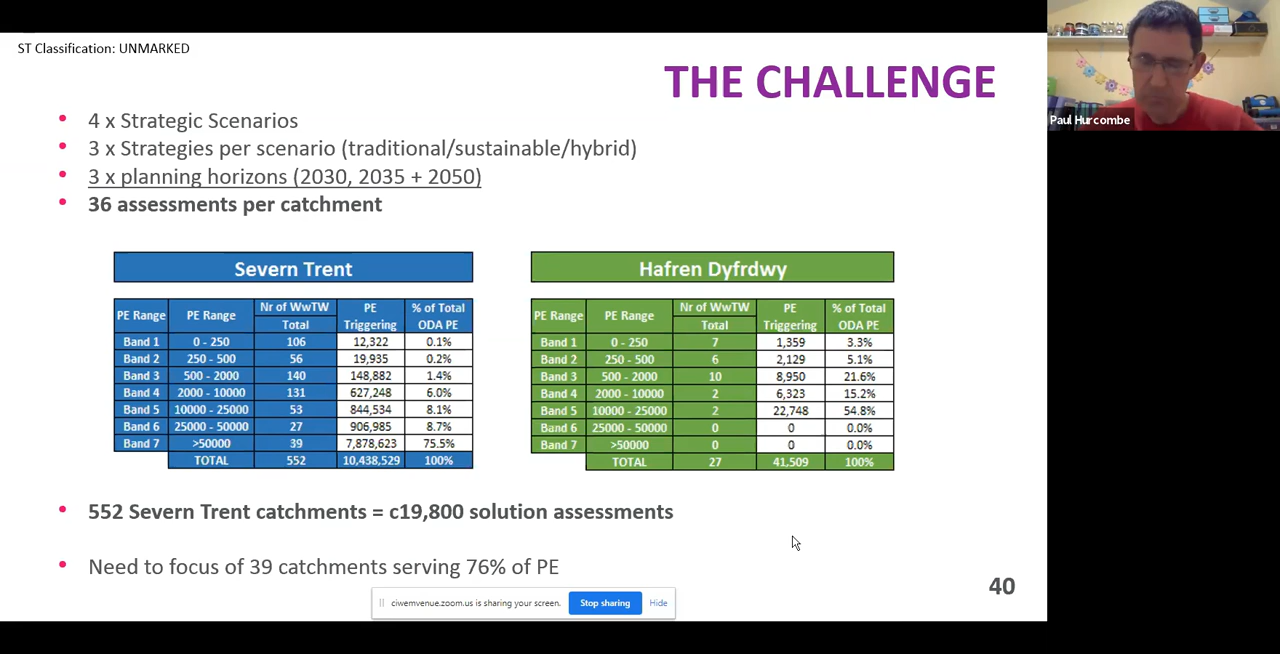 ST Classification: UNMARKED
THE CHALLENGE
Paul Hurcombe
• 4 x Strategic Scenarios
• 3 x Strategies per scenario (traditional/sustainable/hybrid)
• 3 x planning horizons (2030, 2035 + 2050)
• 36 assessments per catchment
Severn Trent
PE Range PE Range Nr of WwTW Total PE Triggering % of Total ODA PE
Band 1 0 - 250 106 12,322 0.1%
Band 2 250 - 500 56 19,935 0.2%
Band 3 500 - 2000 140 148,882 1.4%
Band 4 2000 - 10000 131 627,248 6.0%
Band 5 10000 - 25000 53 844,534 8.1%
Band 6 25000 - 50000 27 906,985 8.7%
Band 7 >50000 39 7,878,623 75.5%
TOTAL 552 10,438,529 100%
Hafren Dyfrdwy
PE Range PE Range Nr of WwTW Total PE Triggering % of Total ODA PE
Band 1 0 - 250 7 1,359 3.3%
Band 2 250 - 500 6 2,129 5.1%
Band 3 500 - 2000 10 8,950 21.6%
Band 4 2000 - 10000 2 6,323 15.2%
Band 5 10000 - 25000 2 22,748 54.8%
Band 6 25000 - 50000 0 0 0.0%
Band 7 >50000 0 0 0.0%
TOTAL 27 41,509 100%
• 552 Severn Trent catchments = c19,800 solution assessments
• Need to focus of 39 catchments serving 76% of PE
40
ciwemvenue.zoom.us is sharing your screen. Stop sharing Hide